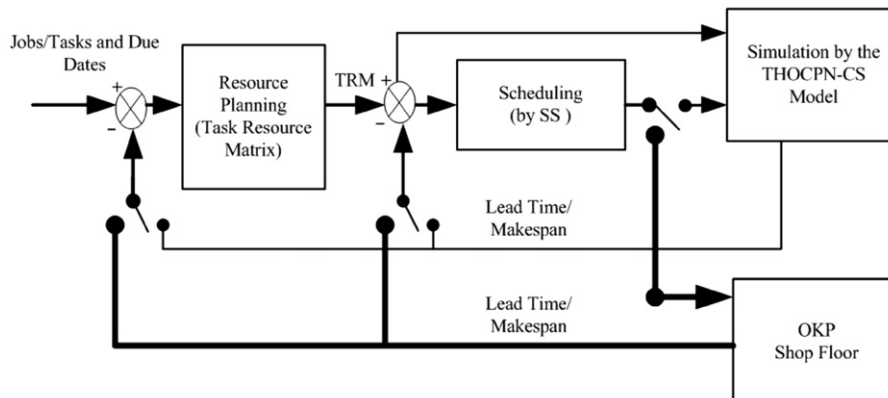 Jobs/Tasks and Due
Dates
+
−
Resource
Planning
(Task Resource
Matrix)
TRM
+
−
Scheduling
(by SS )
Simulation by the
THOCPN-CS
Model
Lead Time/
Makespan
Lead Time/
Makespan
OKP
Shop Floor